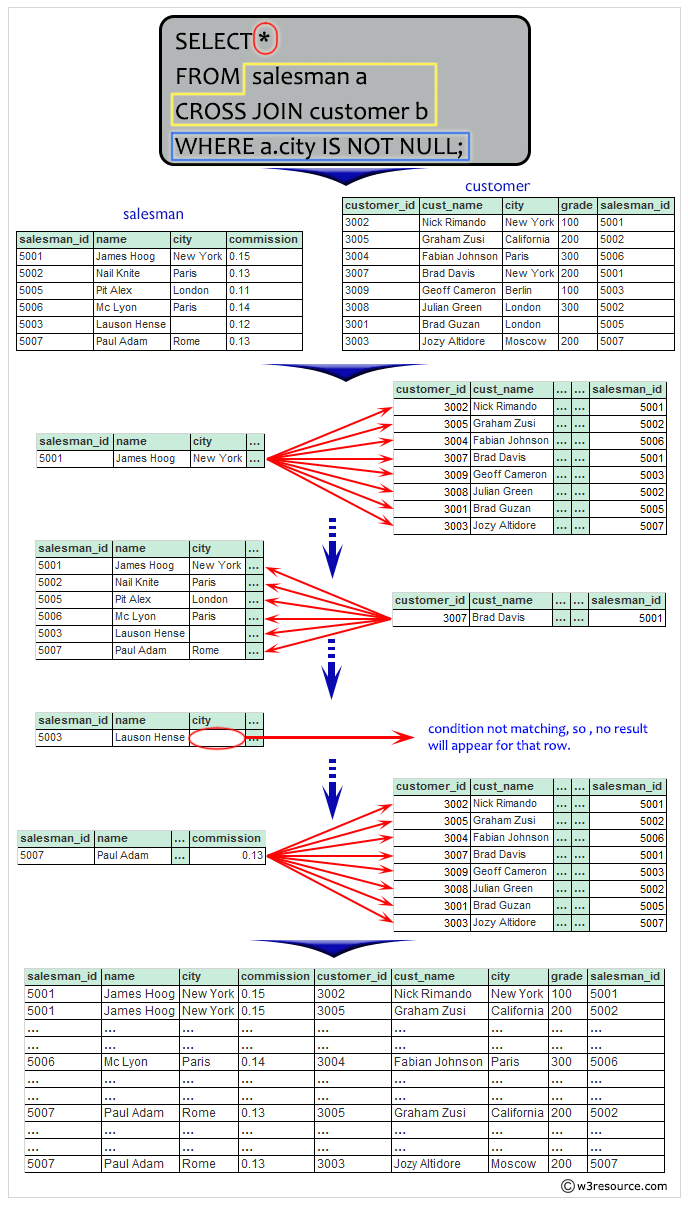 SELECT *
FROM salesman a
CROSS JOIN customer b
WHERE a.city IS NOT NULL;
salesman
salesman_id name city commission
5001 James Hoog New York 0.15
5002 Nail Knite Paris 0.13
5005 Pit Alex London 0.11
5006 Mc Lyon Paris 0.14
5003 Lauson Hense 0.12
5007 Paul Adam Rome 0.13
customer
customer_id cust_name city grade salesman_id
3002 Nick Rimando New York 100 5001
3005 Graham Zusi California 200 5002
3004 Fabian Johnson Paris 300 5006
3007 Brad Davis New York 200 5001
3009 Geoff Cameron Berlin 100 5003
3008 Julian Green London 300 5002
3001 Brad Guzan London 5005
3003 Jozy Altidore Moscow 200 5007
salesman_id name city ...
5001 James Hoog New York ...
customer_id cust_name ... ... salesman_id
3002 Nick Rimando ... ... 5001
3005 Graham Zusi ... ... 5002
3004 Fabian Johnson ... ... 5006
3007 Brad Davis ... ... 5001
3009 Geoff Cameron ... ... 5003
3008 Julian Green ... ... 5002
3001 Brad Guzan ... ... 5005
3003 Jozy Altidore ... ... 5007
salesman_id name city ...
5001 James Hoog New York ...
5002 Nail Knite Paris ...
5005 Pit Alex London ...
5006 Mc Lyon Paris ...
5003 Lauson Hense ...
5007 Paul Adam Rome ...
customer_id cust_name ... ... salesman_id
3007 Brad Davis ... ... 5001
salesman_id name city ...
5003 Lauson Hense ...
condition not matching, so , no result
will appear for that row.
salesman_id name ... commission
5007 Paul Adam ... 0.13
customer_id cust_name ... ... salesman_id
3002 Nick Rimando ... ... 5001
3005 Graham Zusi ... ... 5002
3004 Fabian Johnson ... ... 5006
3007 Brad Davis ... ... 5001
3009 Geoff Cameron ... ... 5003
3008 Julian Green ... ... 5002
3001 Brad Guzan ... ... 5005
3003 Jozy Altidore ... ... 5007
salesman_id name city commission customer_id cust_name city grade salesman_id
5001 James Hoog New York 0.15 3002 Nick Rimando New York 100 5001
5001 James Hoog New York 0.15 3005 Graham Zusi California 200 5002
... ... ... ... ... ... ... ... ...
... ... ... ... ... ... ... ... ...
5006 Mc Lyon Paris 0.14 3004 Fabian Johnson Paris 300 5006
... ... ... ... ... ... ... ... ...
... ... ... ... ... ... ... ... ...
5007 Paul Adam Rome 0.13 3005 Graham Zusi California 200 5002
... ... ... ... ... ... ... ... ...
... ... ... ... ... ... ... ... ...
5007 Paul Adam Rome 0.13 3003 Jozy Altidore Moscow 200 5007
© w3resource.com